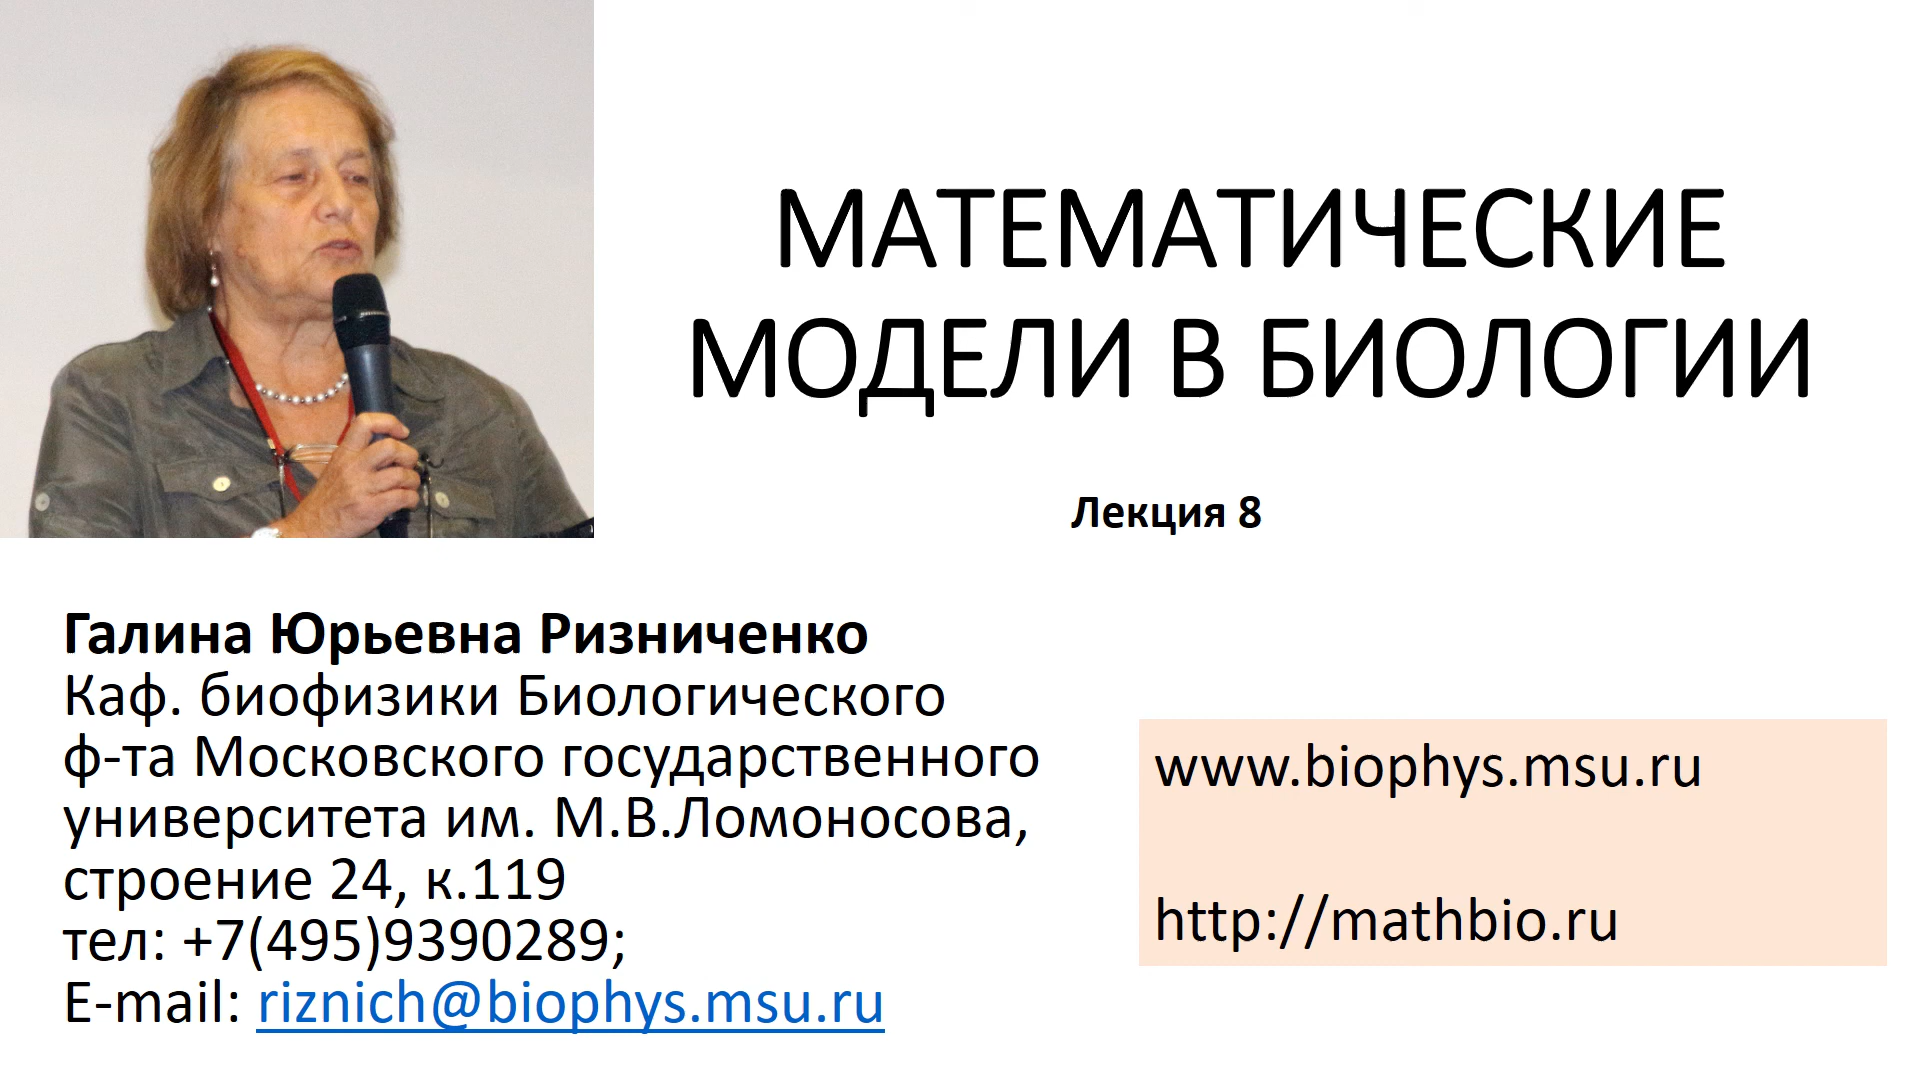 МАТЕМАТИЧЕСКИЕ
МОДЕЛИ В БИОЛОГИИ
Лекция 8
Галина Юрьевна Ризниченко
Каф. биофизики Биологического
ф-та Московского государственного
университета им. М.В.Ломоносова,
строение 24, к.119
тел: +7(495)9390289;
E-mail: riznich@biophys.msu.ru
www.biophys.msu.ru
http://mathbio.ru